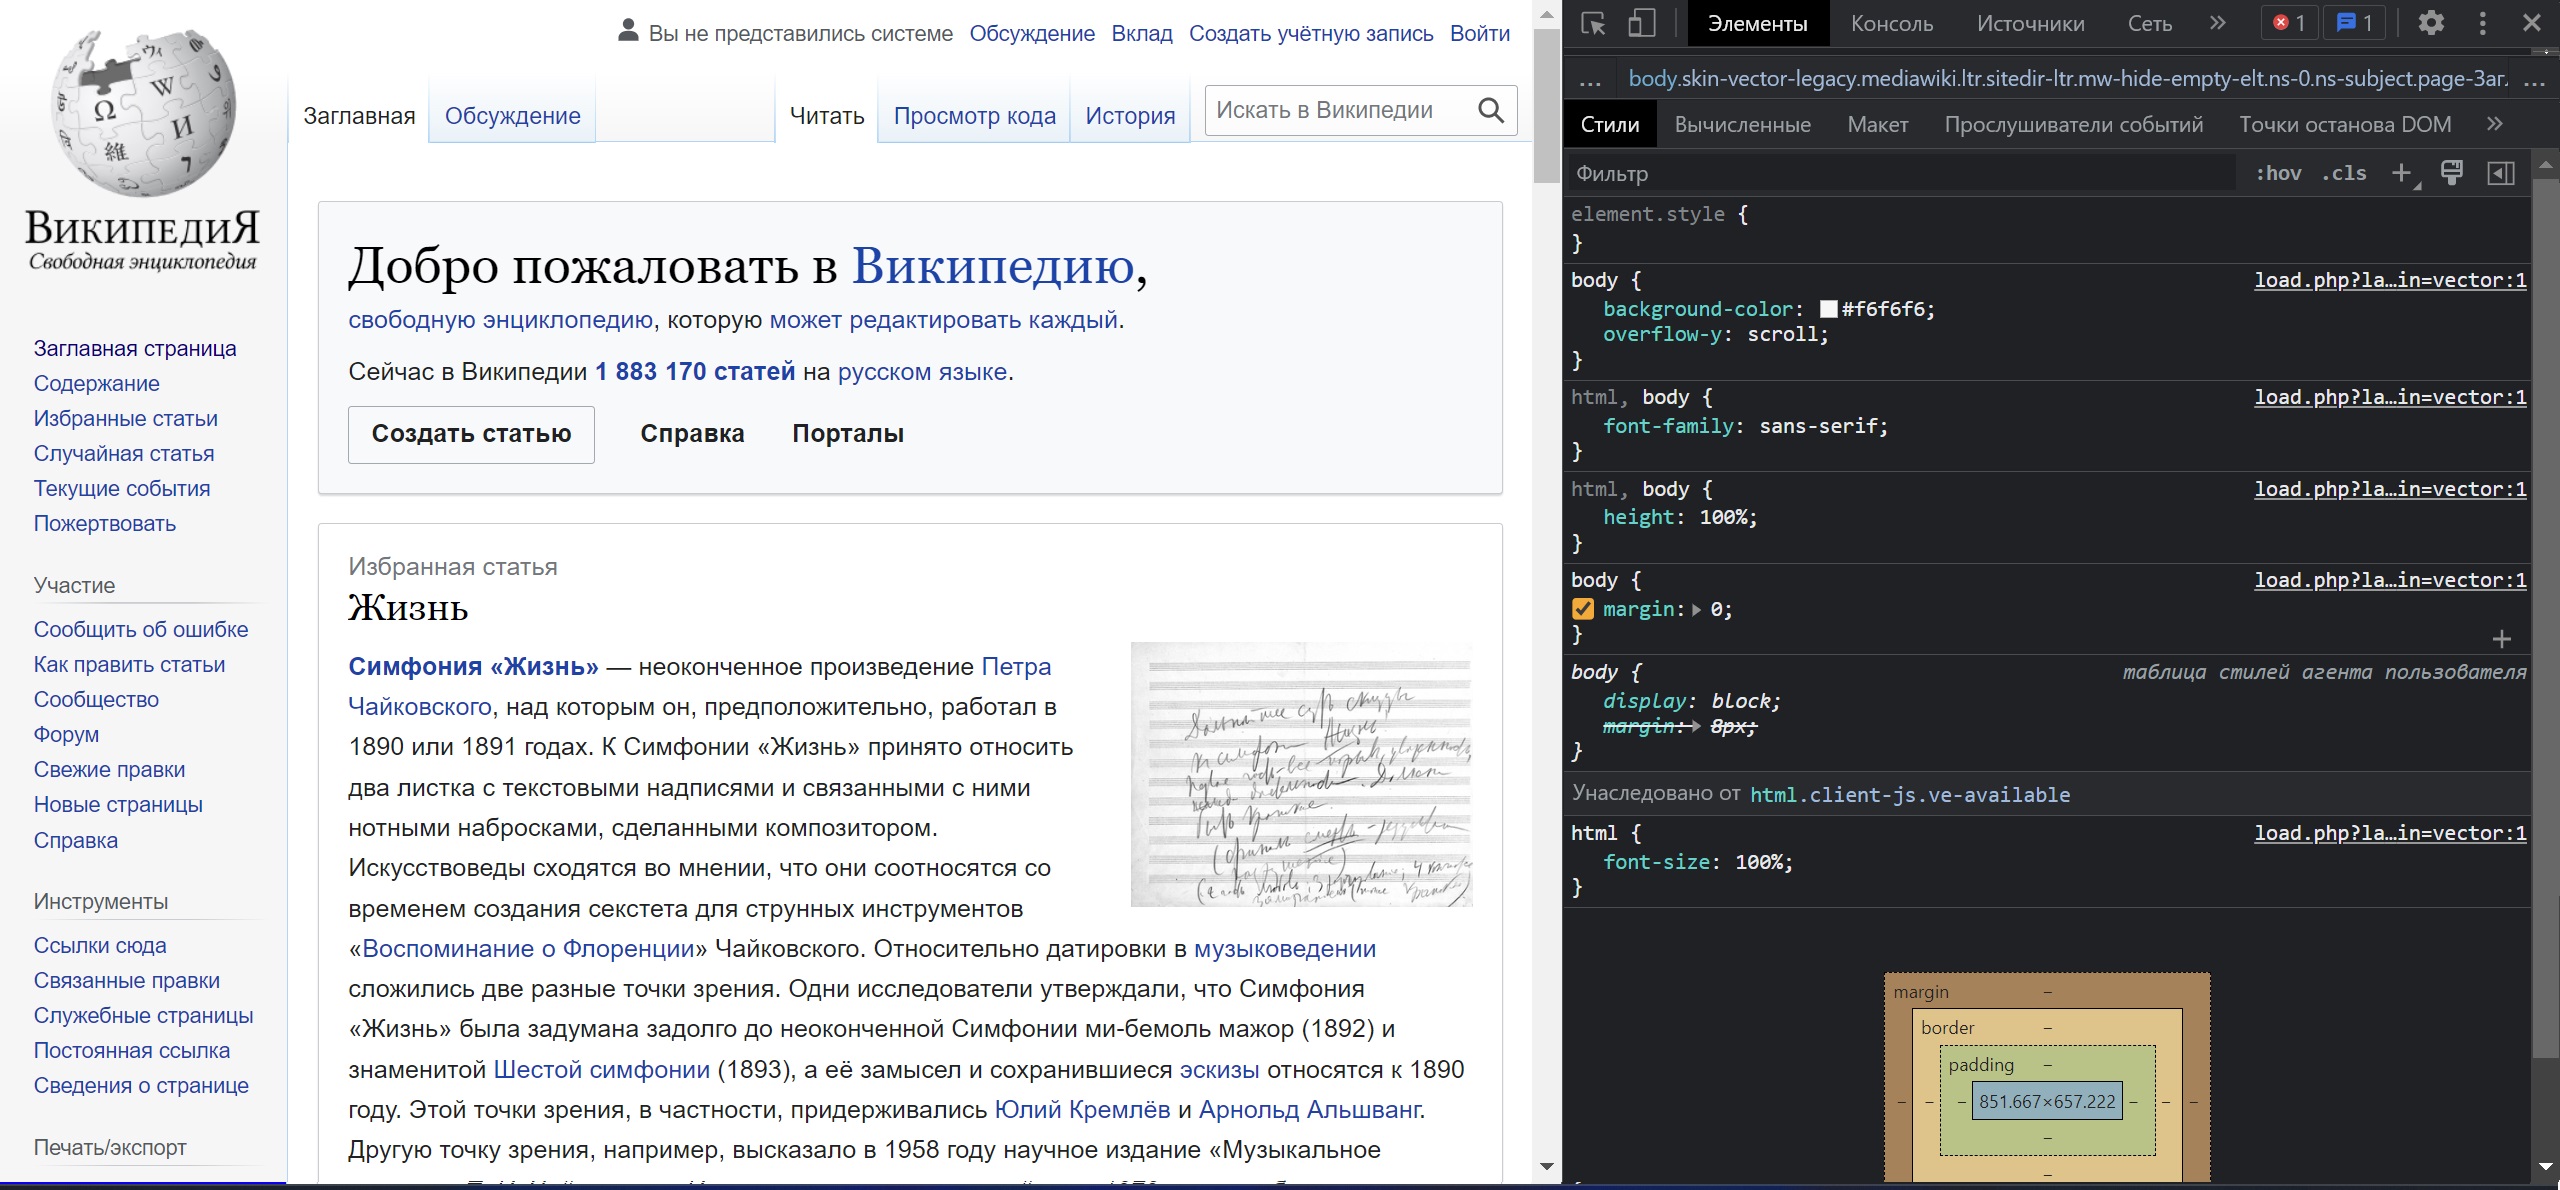 ВикипедиЯ
Свободная энциклопедия
Вы не представились системе Обсуждение Вклад Создать учётную запись Войти
Заглавная Обсуждение Читать Просмотр кода История Искать в Википедии
Заглавная страница
Содержание
Избранные статьи
Случайная статья
Текущие события
Пожертвовать
Участие
Сообщить об ошибке
Как править статьи
Сообщество
Форум
Свежие правки
Новые страницы
Справка
Инструменты
Ссылки сюда
Связанные правки
Служебные страницы
Постоянная ссылка
Сведения о странице
Печать/экспорт
Добро пожаловать в Википедию,
свободную энциклопедию, которую может редактировать каждый.
Сейчас в Википедии 1 883 170 статей на русском языке.
Создать статью Справка Порталы
Избранная статья
Жизнь
Симфония «Жизнь» — неоконченное произведение Петра
Чайковского, над которым он, предположительно, работал в
1890 или 1891 годах. К Симфонии «Жизнь» принято относить
два листка с текстовыми надписями и связанными с ними
нотными набросками, сделанными композитором.
Искусствоведы сходятся во мнении, что они соотносятся со
временем создания секстета для струнных инструментов
«Воспоминание о Флоренции» Чайковского. Относительно датировки в музыковедении
сложились две разные точки зрения. Одни исследователи утверждали, что Симфония
«Жизнь» была задумана задолго до неоконченной Симфонии ми-бемоль мажор (1892) и
знаменитой Шестой симфонии (1893), а её замысел и сохранившиеся эскизы относятся к 1890
году. Этой точки зрения, в частности, придерживались Юлий Кремлёв и Арнольд Альшванг.
Другую точку зрения, например, высказало в 1958 году научное издание «Музыкальное
Элементы Консоль Источники Сеть » 1 1
... body.skin-vector-legacy.mediawiki.ltr.sitedir-ltr.mw-hide-empty-elt.ns-0.ns-subject.page-Заг. ...
Стили Вычисленные Макет Прослушиватели событий Точки останова DOM »
Фильтр :hov .cls +
element.style {
}
body { load.php?la…in=vector:1
background-color: #f6f6f6;
overflow-y: scroll;
}
html, body { load.php?la…in=vector:1
font-family: sans-serif;
}
html, body { load.php?la…in=vector:1
height: 100%;
}
body { load.php?la…in=vector:1
margin: 0;
}
body { таблица стилей агента пользователя
display: block;
margin: 8px;
}
Унаследовано от html.client-js.ve-available
html { load.php?la…in=vector:1
font-size: 100%;
}
margin –
border –
padding –
– – – 851.667×657.222 – – –
–
–